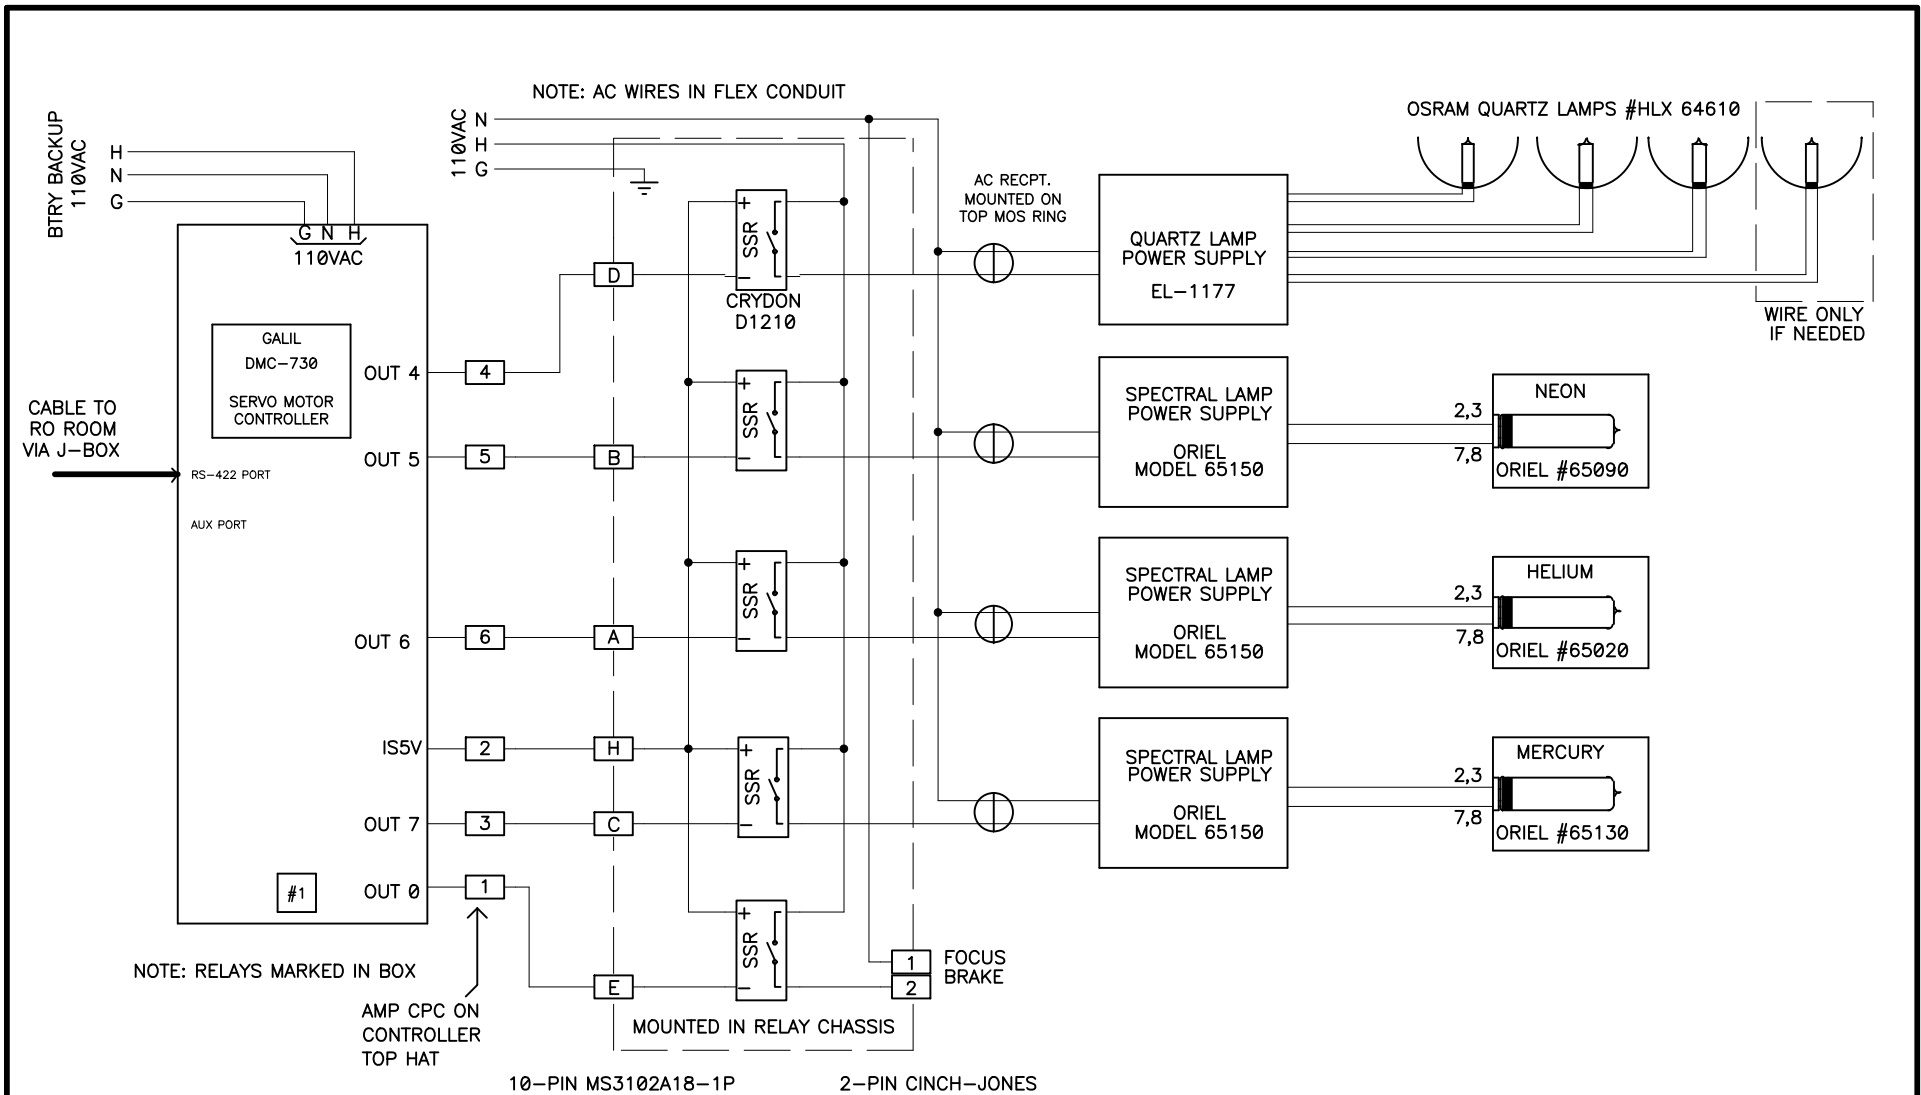 NOTE: AC WIRES IN FLEX CONDUIT
BTRY BACKUP
110VAC
H
N
G
G N H
110VAC
110VAC
N
H
G
GALIL
DMC-730
SERVO MOTOR
CONTROLLER
CABLE TO
RO ROOM
VIA J-BOX
RS-422 PORT
AUX PORT
OUT 4
4
D
OUT 5
5
B
OUT 6
6
A
IS5V
2
H
OUT 7
3
C
OUT 0
1
E
#1
NOTE: RELAYS MARKED IN BOX
AMP CPC ON
CONTROLLER
TOP HAT
+
SSR
-
CRYDON
D1210
+
SSR
-
+
SSR
-
+
SSR
-
+
SSR
-
1
2
FOCUS
BRAKE
MOUNTED IN RELAY CHASSIS
10-PIN MS3102A18-1P
2-PIN CINCH-JONES
AC RECPT.
MOUNTED ON
TOP MOS RING
QUARTZ LAMP
POWER SUPPLY
EL-1177
OSRAM QUARTZ LAMPS #HLX 64610
WIRE ONLY
IF NEEDED
SPECTRAL LAMP
POWER SUPPLY
ORIEL
MODEL 65150
2,3
7,8
NEON
ORIEL #65090
SPECTRAL LAMP
POWER SUPPLY
ORIEL
MODEL 65150
2,3
7,8
HELIUM
ORIEL #65020
SPECTRAL LAMP
POWER SUPPLY
ORIEL
MODEL 65150
2,3
7,8
MERCURY
ORIEL #65130